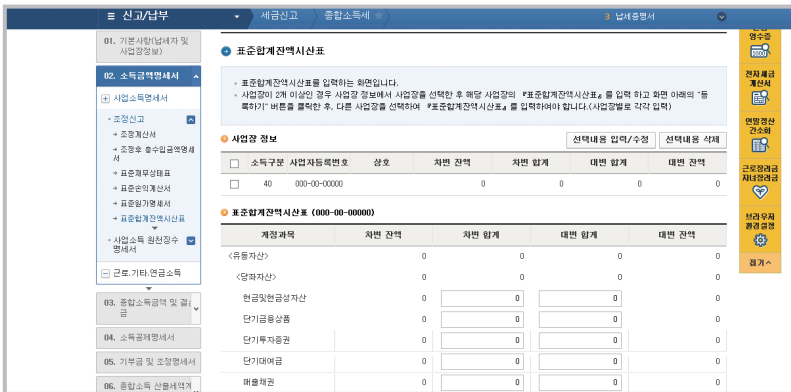 ≡ 신고/납부
세금신고 종합소득세 ★
3 납세증명서
01. 기본사항(납세자 및
사업장정보)
02. 소득금액명세서
사업소득명세서
조정신고
조정계산서
조정후 총수입금액명세
서
표준재무상태표
표준손익계산서
표준원가명세서
표준합계잔액시산표
사업소득 원천징수
명세서
근로.기타.연금소득
03. 종합소득금액 및 결
금
04. 소득공제명세서
05. 기부금 및 조정명세서
06. 종합소득 산출세액계
표준합계잔액시산표
표준합계잔액시산표를 입력하는 화면입니다.
사업장이 2개 이상인 경우 사업장 정보에서 사업장을 선택한 후 해당 사업장의 『표준합계잔액시산표』를 입력 하고 화면 아래의 "등
록하기" 버튼을 클릭한 후, 다른 사업장을 선택하여 『표준합계잔액시산표』를 입력하여야 합니다.(사업장별로 각각 입력)
사업장 정보
선택내용 입력/수정 선택내용 삭제
소득구분 사업자등록번호 상호 차변 잔액 차변 합계 대변 합계 대변 잔액
40 000-00-00000 0 0 0 0
표준합계잔액시산표 (000-00-00000)
계정과목 차변 잔액 차변 합계 대변 합계 대변 잔액
<유동자산> 0 0 0 0
<당좌자산> 0 0 0 0
현금및현금성자산 0 0 0 0
단기금융상품 0 0 0 0
단기투자증권 0 0 0 0
단기대여금 0 0 0 0
매출채권 0 0 0 0
영수증
전자세금
계산서
연말정산
간소화
근로장려금
자녀장려금
브라우저
환경설정
접기 ^